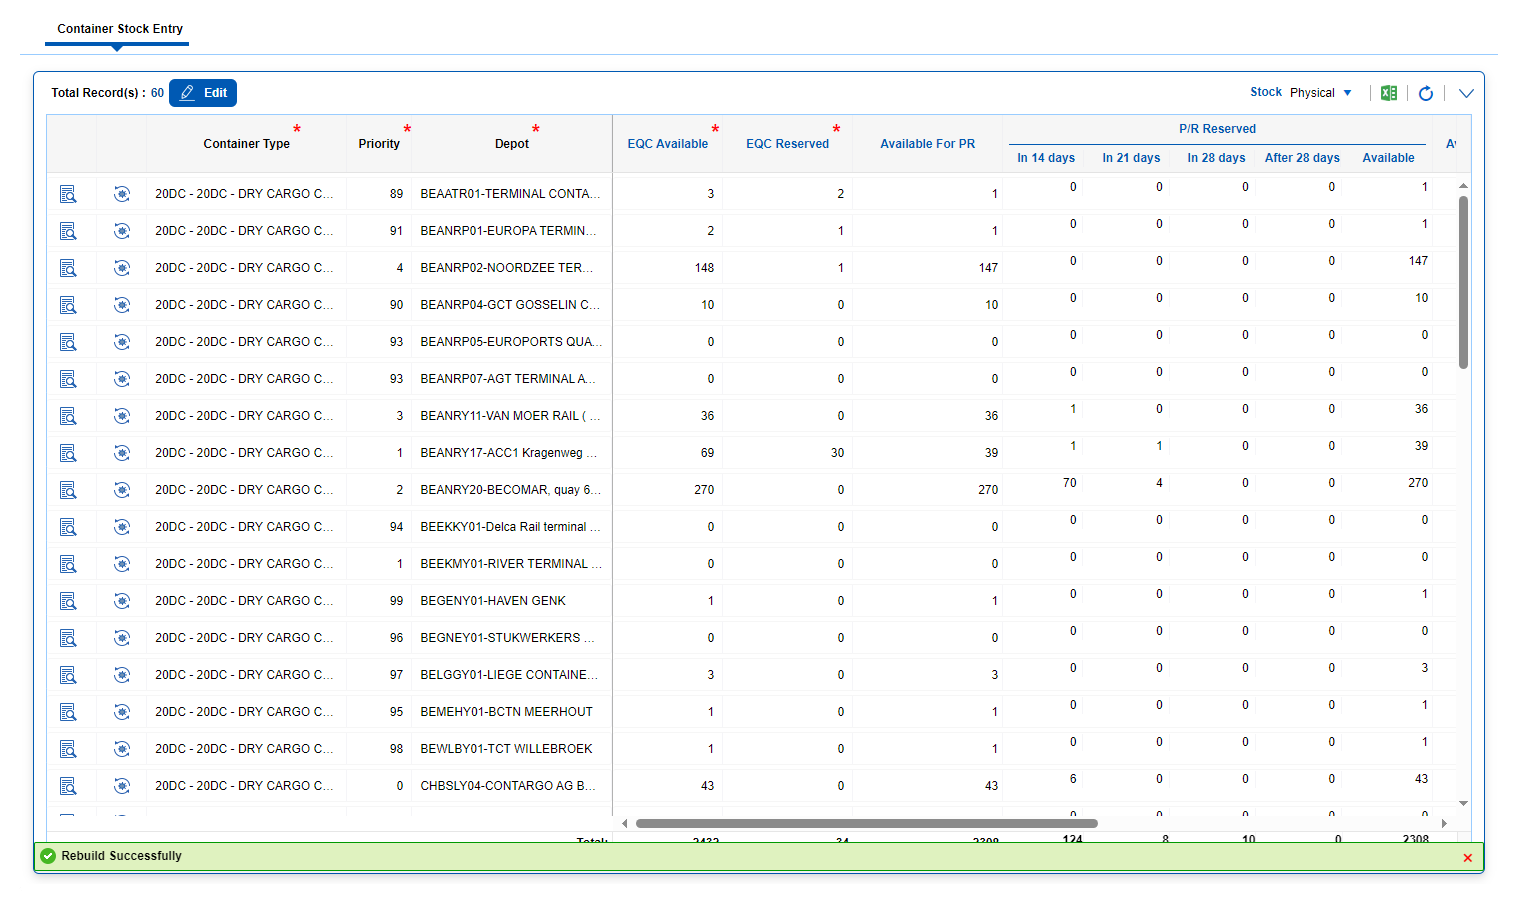 Container Stock Entry
Total Record(s) : 60 Edit Stock Physical
Container Type * Priority * Depot * EQC Available * EQC Reserved * Available For PR P/R Reserved
In 14 days In 21 days In 28 days After 28 days Available
20DC - 20DC - DRY CARGO C... 89 BEAATR01-TERMINAL CONTA... 3 2 1 0 0 0 0 1
20DC - 20DC - DRY CARGO C... 91 BEANRP01-EUROPA TERMIN... 2 1 1 0 0 0 0 1
20DC - 20DC - DRY CARGO C... 4 BEANRP02-NOORDZEE TER... 148 1 147 0 0 0 0 147
20DC - 20DC - DRY CARGO C... 90 BEANRP04-GCT GOSSELIN C... 10 0 10 0 0 0 0 10
20DC - 20DC - DRY CARGO C... 93 BEANRP05-EUROPORTS QUA... 0 0 0 0 0 0 0 0
20DC - 20DC - DRY CARGO C... 93 BEANRP07-AGT TERMINAL A... 0 0 0 0 0 0 0 0
20DC - 20DC - DRY CARGO C... 3 BEANRY11-VAN MOER RAIL ( ... 36 0 36 1 0 0 0 36
20DC - 20DC - DRY CARGO C... 1 BEANRY17-ACC1 Kragenweg ... 69 30 39 1 1 0 0 39
20DC - 20DC - DRY CARGO C... 2 BEANRY20-BECOMAR, quay 6... 270 0 270 70 4 0 0 270
20DC - 20DC - DRY CARGO C... 94 BEEKKY01-Delca Rail terminal ... 0 0 0 0 0 0 0 0
20DC - 20DC - DRY CARGO C... 1 BEEKMY01-RIVER TERMINAL ... 0 0 0 0 0 0 0 0
20DC - 20DC - DRY CARGO C... 99 BEGENY01-HAVEN GENK 1 0 1 0 0 0 0 1
20DC - 20DC - DRY CARGO C... 96 BEGNEY01-STUKWERKERS ... 0 0 0 0 0 0 0 0
20DC - 20DC - DRY CARGO C... 97 BELGGY01-LIEGE CONTAINE... 3 0 3 0 0 0 0 3
20DC - 20DC - DRY CARGO C... 95 BEMEHY01-BCTN MEERHOUT 1 0 1 0 0 0 0 1
20DC - 20DC - DRY CARGO C... 98 BEWLBY01-TCT WILLEBROEK 1 0 1 0 0 0 0 1
20DC - 20DC - DRY CARGO C... 0 CHBSLY04-CONTARGO AG B... 43 0 43 6 0 0 0 43
Total: 2432 34 2398 124 8 10 0 2308
Rebuild Successfully